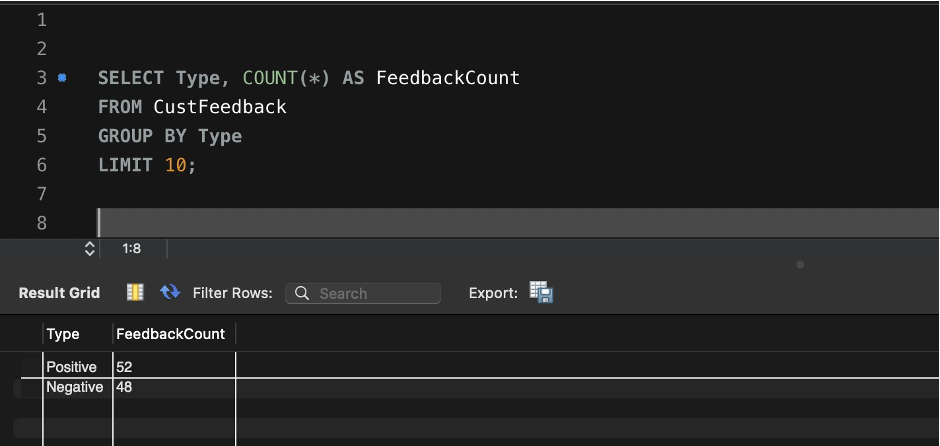 1
2
3 SELECT Type, COUNT(*) AS FeedbackCount
4 FROM CustFeedback
5 GROUP BY Type
6 LIMIT 10;
7
8
1:8
Result Grid Filter Rows: Search Export:
Type FeedbackCount
Positive 52
Negative 48